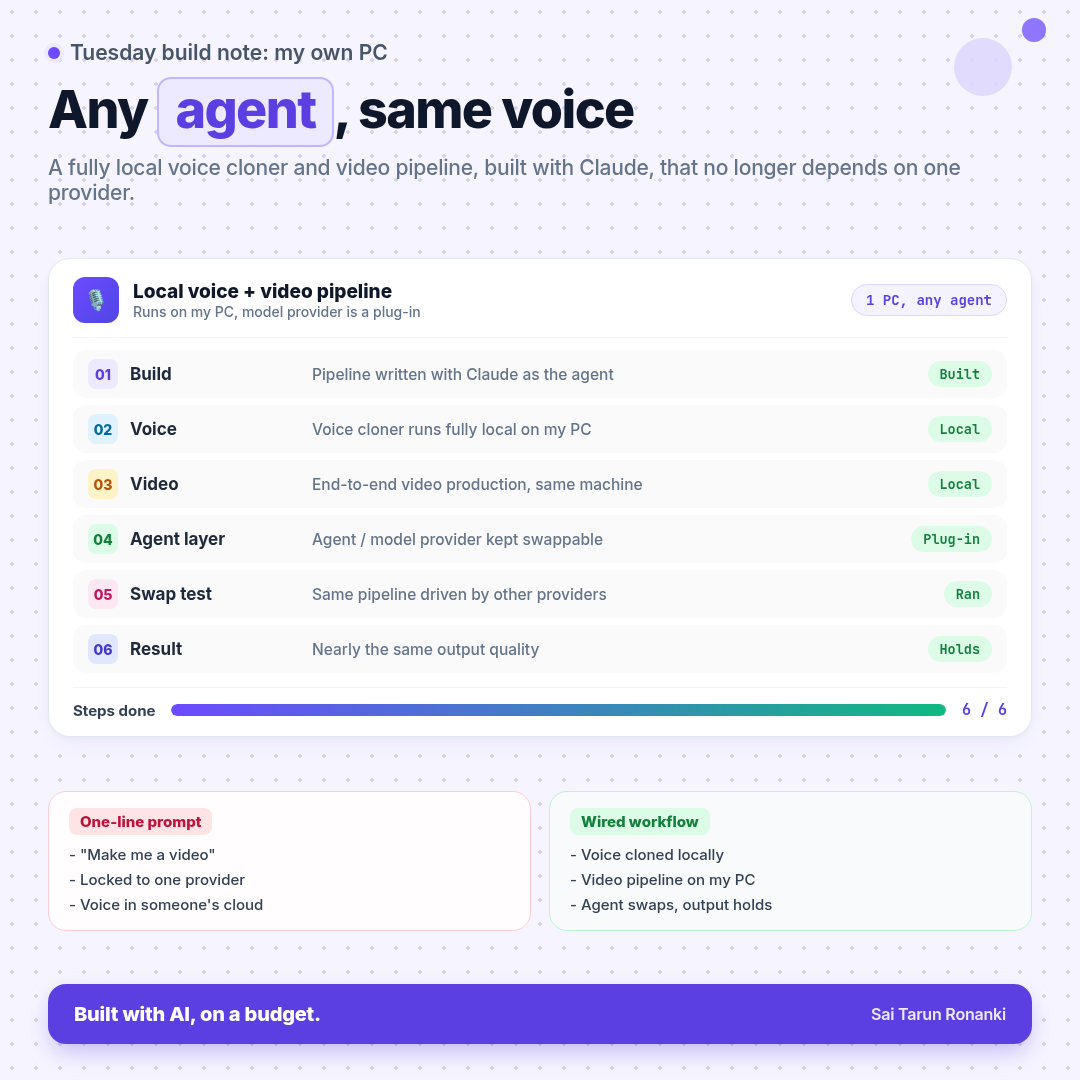 Tuesday build note: my own PC
Any agent, same voice
A fully local voice cloner and video pipeline, built with Claude, that no longer depends on one
provider.
Local voice + video pipeline
Runs on my PC, model provider is a plug-in
1 PC, any agent
01 Build Pipeline written with Claude as the agent Built
02 Voice Voice cloner runs fully local on my PC Local
03 Video End-to-end video production, same machine Local
04 Agent layer Agent / model provider kept swappable Plug-in
05 Swap test Same pipeline driven by other providers Ran
06 Result Nearly the same output quality Holds
Steps done 6 / 6
One-line prompt
- "Make me a video"
- Locked to one provider
- Voice in someone's cloud
Wired workflow
- Voice cloned locally
- Video pipeline on my PC
- Agent swaps, output holds
Built with AI, on a budget.
Sai Tarun Ronanki